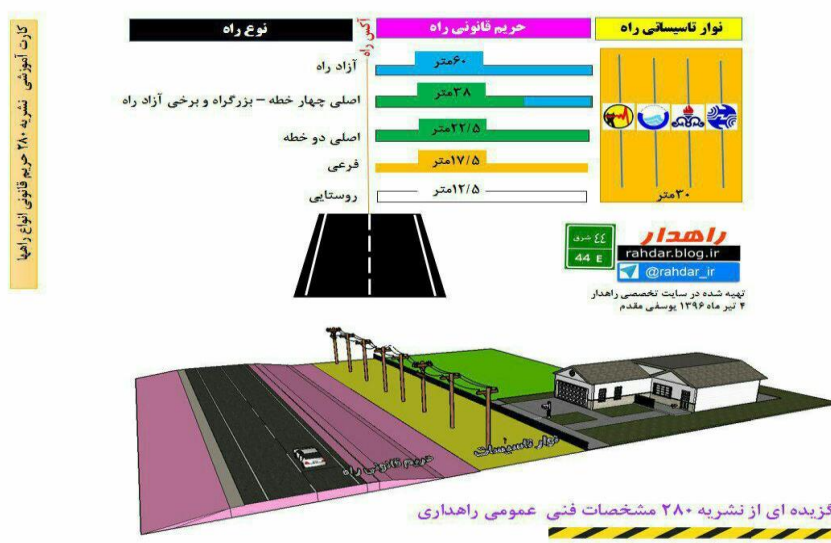 کارت آموزشی نشریه ۲۸۰ حریم قانونی انواع راهها
نوار تاسیساتی راه
حریم قانونی راه
آکس راه
نوع راه
۶۰متر
آزاد راه
۳۸متر
اصلی چهار خطه – بزرگراه و برخی آزاد راه
۲۲/۵متر
اصلی دو خطه
۱۷/۵متر
فرعی
۱۲/۵متر
روستایی
۳۰متر
۴۴ شرق
44 E
راهدار
rahdar.blog.ir
@rahdar_ir
تهیه شده در سایت تخصصی راهدار
۴ تیر ماه ۱۳۹۶ یوسفی مقدم
نوار تاسیسات
حریم قانونی راه
گزیده ای از نشریه ۲۸۰ مشخصات فنی عمومی راهداری